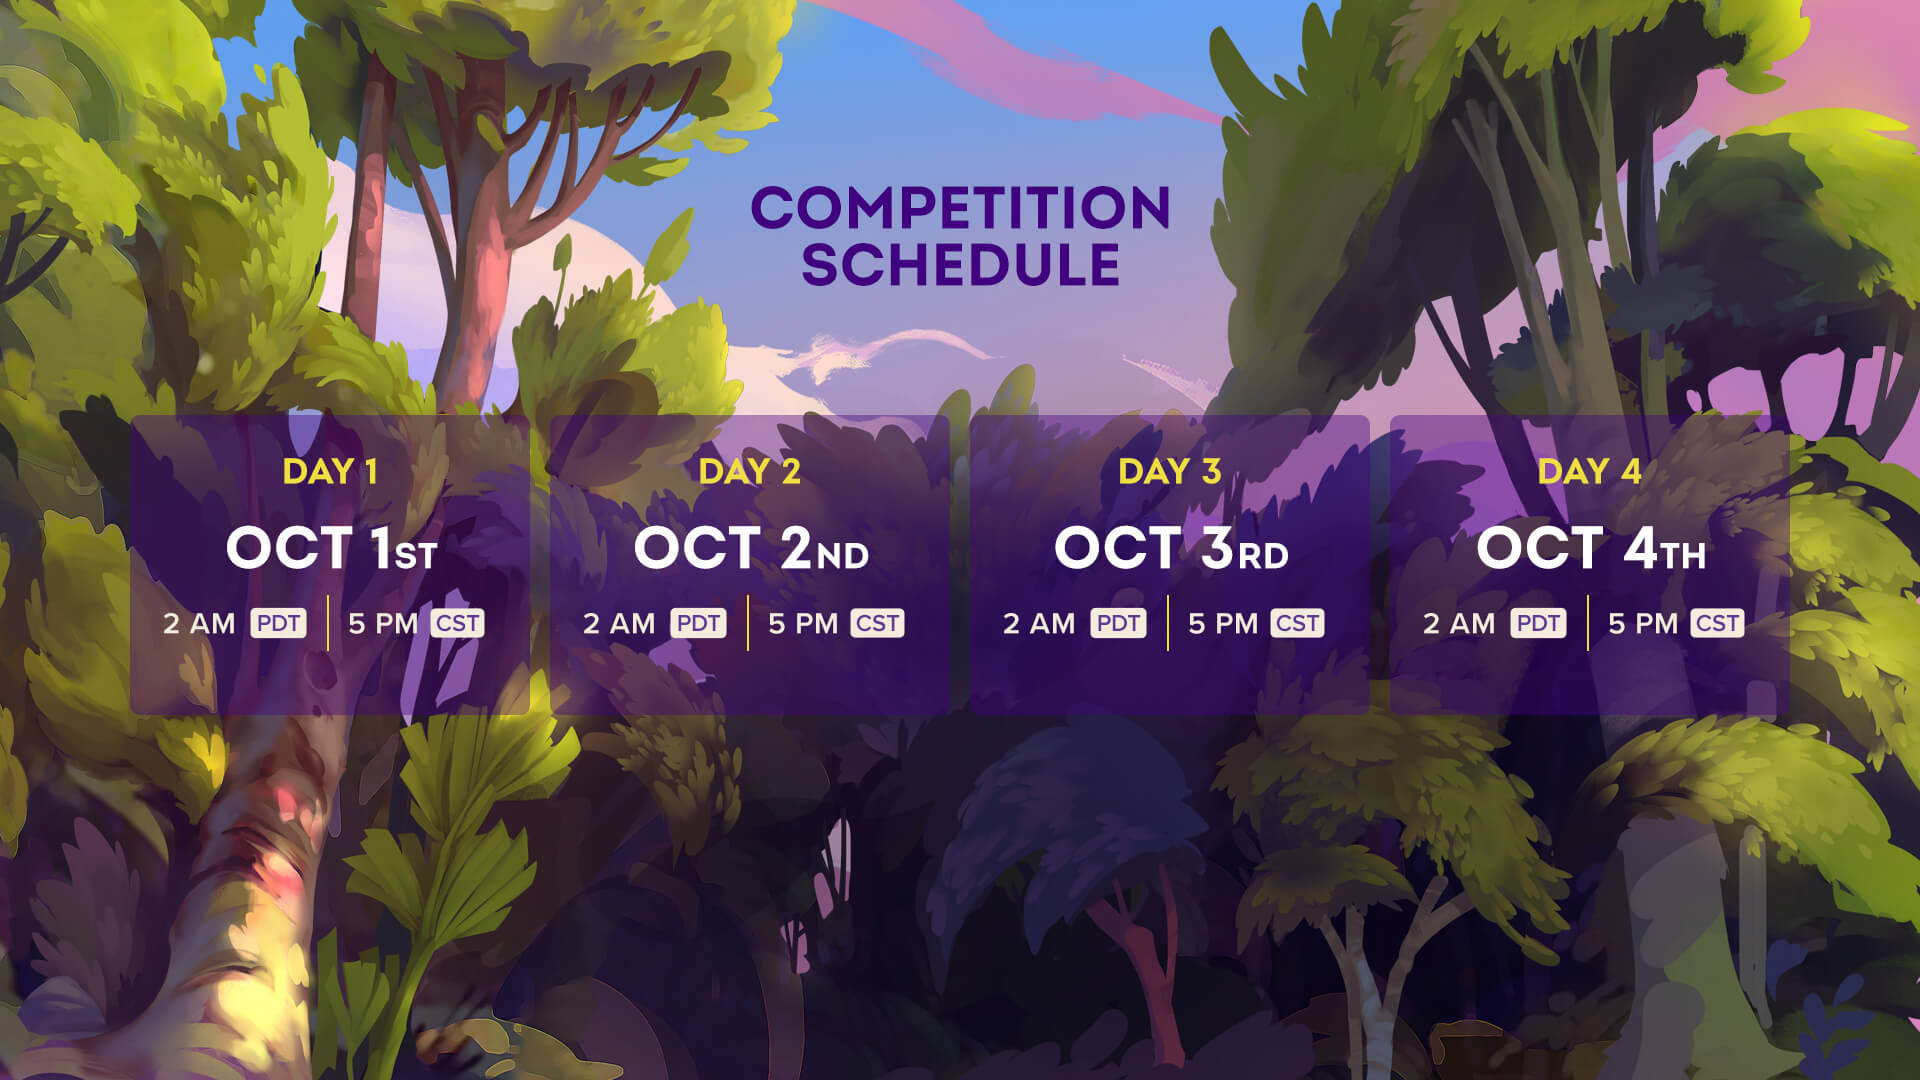 COMPETITION
SCHEDULE
DAY 1
OCT 1ST
2 AM PDT | 5 PM CST
DAY 2
OCT 2ND
2 AM PDT | 5 PM CST
DAY 3
OCT 3RD
2 AM PDT | 5 PM CST
DAY 4
OCT 4TH
2 AM PDT | 5 PM CST